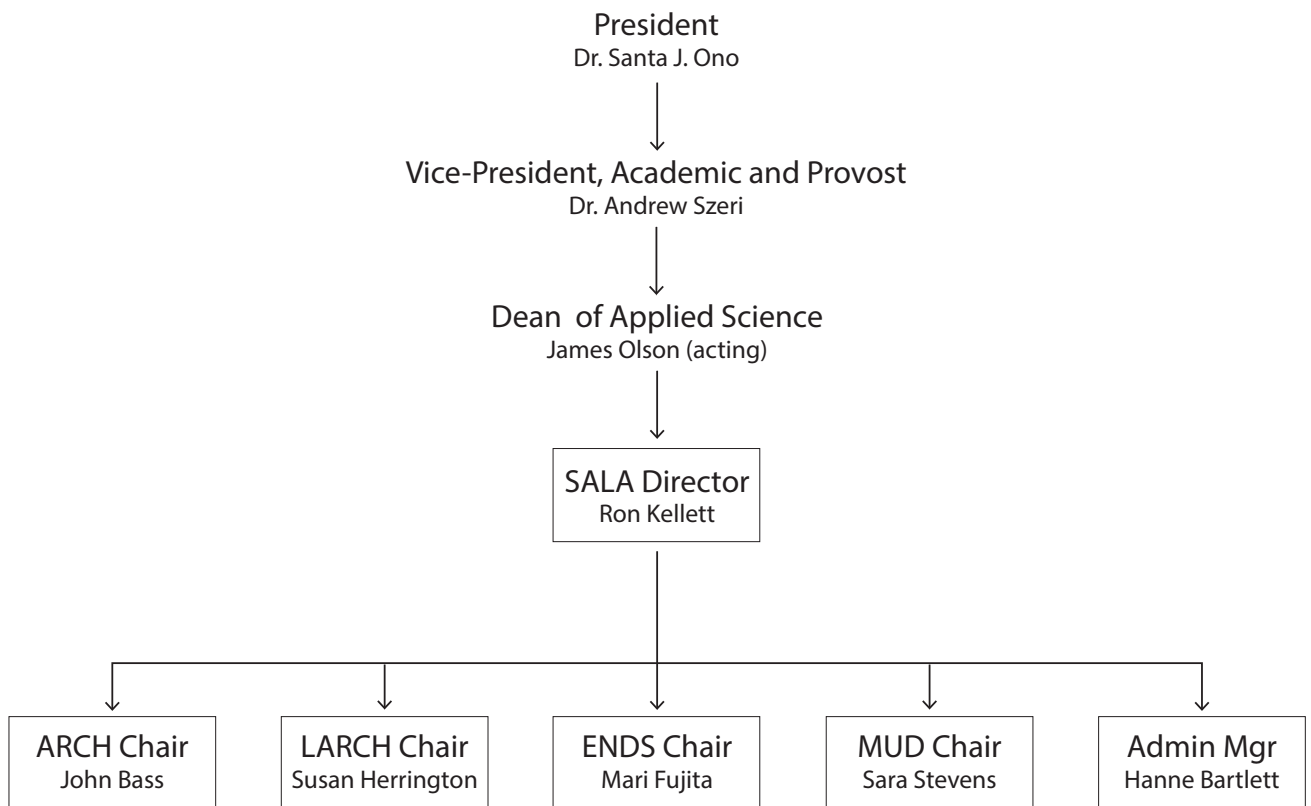 President
Dr. Santa J. Ono
Vice-President, Academic and Provost
Dr. Andrew Szeri
Dean of Applied Science
James Olson (acting)
SALA Director
Ron Kellett
ARCH Chair
John Bass
LARCH Chair
Susan Herrington
ENDS Chair
Mari Fujita
MUD Chair
Sara Stevens
Admin Mgr
Hanne Bartlett